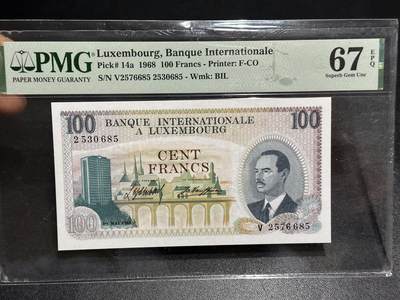 PMG
PAPER MONEY GUARANTY
Luxembourg, Banque Internationale
Pick# 14a 1968 100 Francs - Printer: F-CO
S/N V2576685 2530685 - Wmk: BIL
67 EPQ
Superb Gem Unc
100 BANQUE INTERNATIONALE 100
A LUXEMBOURG
2530685
CENT
FRANCS
100
V 2576685